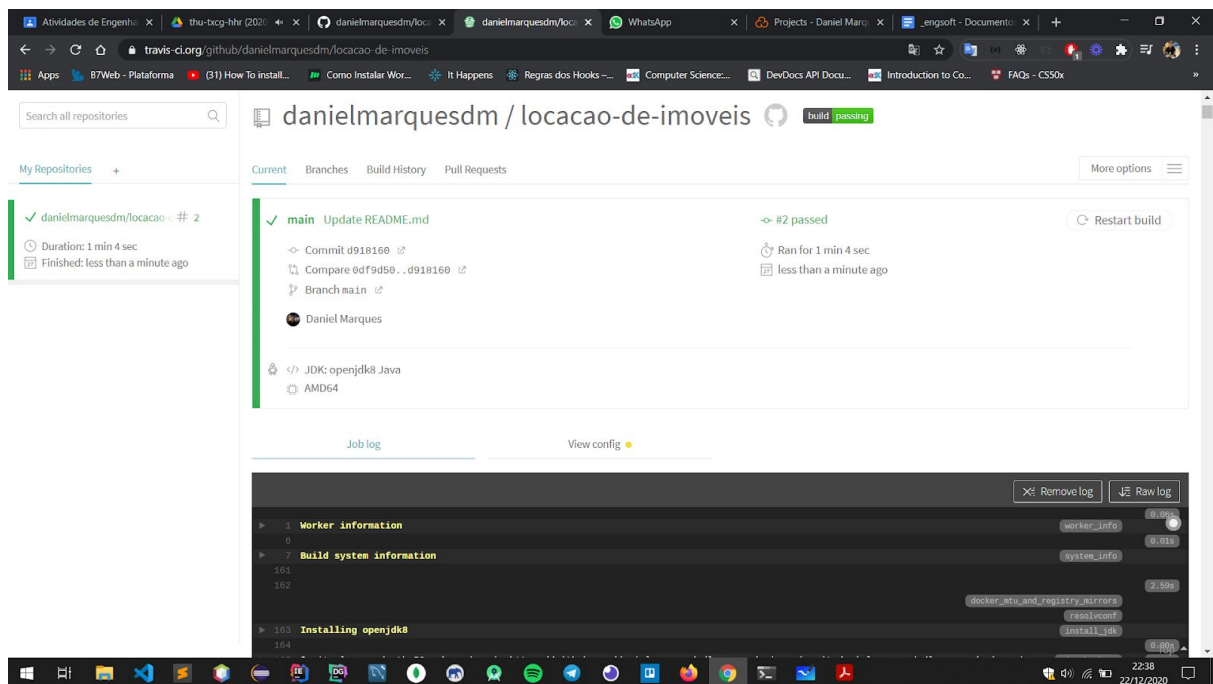 Atividades de Engenha
thu-txcg-hhr (2020
danielmarquesdm/loca
danielmarquesdm/loca
WhatsApp
Projects - Daniel Marq
_engsoft - Documento
travis-ci.org/github/danielmarquesdm/locacao-de-imoveis
Apps
B7Web - Plataforma
(31) How To install...
Como Instalar Wor...
It Happens
Regras dos Hooks –...
Computer Science:...
DevDocs API Docu...
Introduction to Co...
FAQs - CS50x
»
Search all repositories
danielmarquesdm / locacao-de-imoveis
build passing
My Repositories +
Current Branches Build History Pull Requests
More options
danielmarquesdm/locacao-d # 2
Duration: 1 min 4 sec
Finished: less than a minute ago
main Update README.md
Commit d918160
Compare 0df9d50..d918160
Branch main
Daniel Marques
#2 passed
Ran for 1 min 4 sec
less than a minute ago
Restart build
</> JDK: openjdk8 Java
AMD64
Job log
View config
Remove log
Raw log
0.06s
1 Worker information worker_info
6 0.01s
7 Build system information system_info
161
162 2.59s
docker_mtu_and_registry_mirrors
resolvconf
163 Installing openjdk8 install_jdk
164 0.00s
Top
22:38
22/12/2020